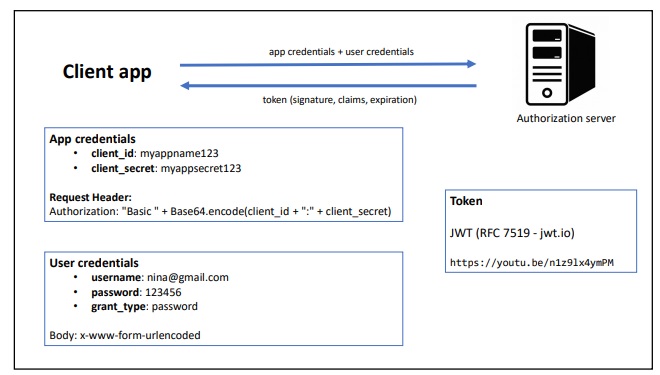 app credentials + user credentials
Client app
token (signature, claims, expiration)
Authorization server
App credentials
• client_id: myappname123
• client_secret: myappsecret123
Request Header:
Authorization: "Basic " + Base64.encode(client_id + ":" + client_secret)
User credentials
• username: nina@gmail.com
• password: 123456
• grant_type: password
Body: x-www-form-urlencoded
Token
JWT (RFC 7519 - jwt.io)
https://youtu.be/n1z9lx4ymPM